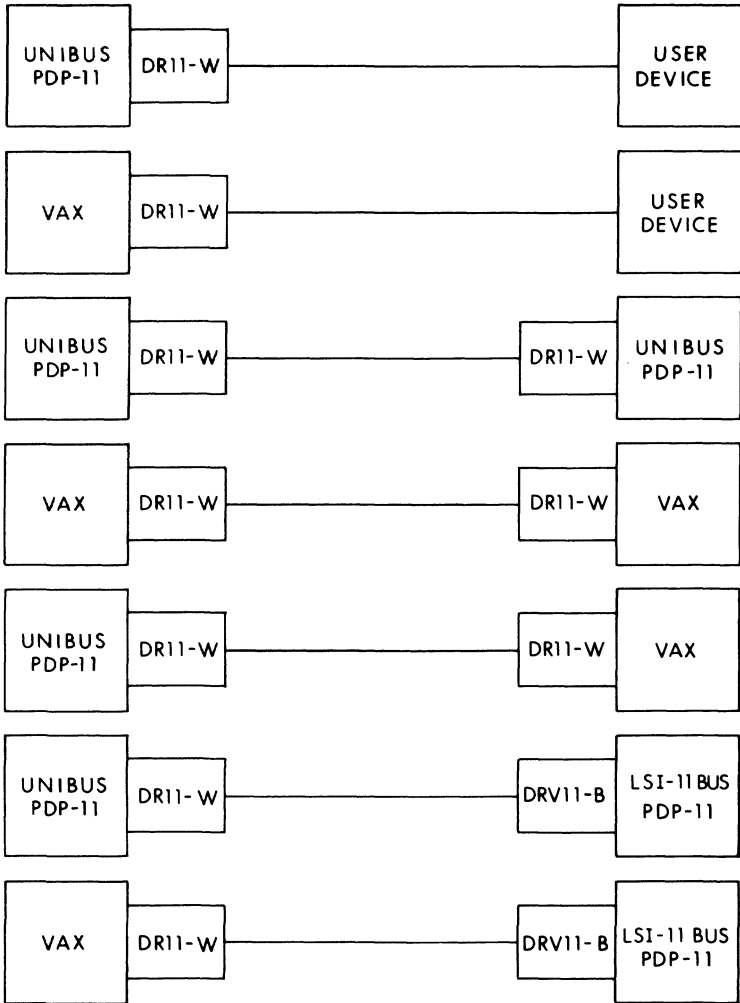 UNIBUS
PDP-11
DR11-W
USER
DEVICE
VAX
DR11-W
USER
DEVICE
UNIBUS
PDP-11
DR11-W
DR11-W
UNIBUS
PDP-11
VAX
DR11-W
DR11-W
VAX
UNIBUS
PDP-11
DR11-W
DR11-W
VAX
UNIBUS
PDP-11
DR11-W
DRV11-B
LSI-11 BUS
PDP-11
VAX
DR11-W
DRV11-B
LSI-11 BUS
PDP-11